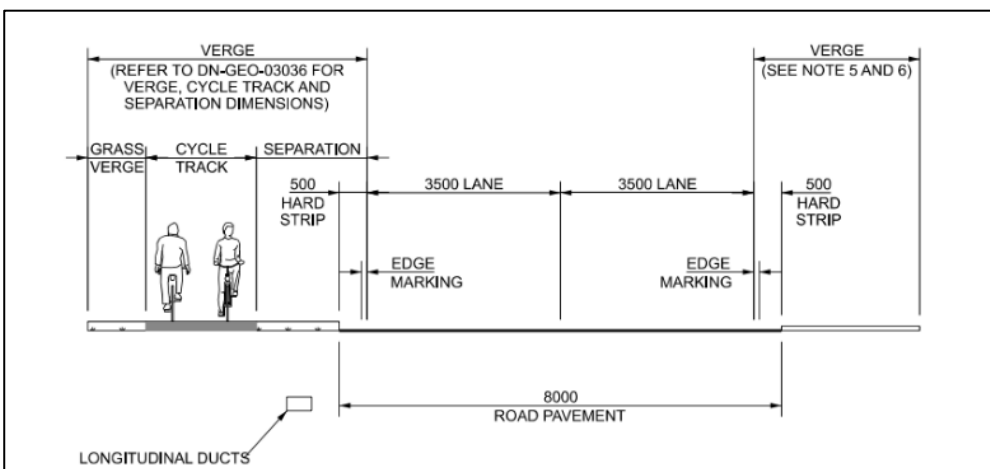 VERGE
(REFER TO DN-GEO-03036 FOR
VERGE, CYCLE TRACK AND
SEPARATION DIMENSIONS)
VERGE
(SEE NOTE 5 AND 6)
GRASS
VERGE
CYCLE
TRACK
SEPARATION
500
HARD
STRIP
3500 LANE
3500 LANE
500
HARD
STRIP
EDGE
MARKING
EDGE
MARKING
8000
ROAD PAVEMENT
LONGITUDINAL DUCTS